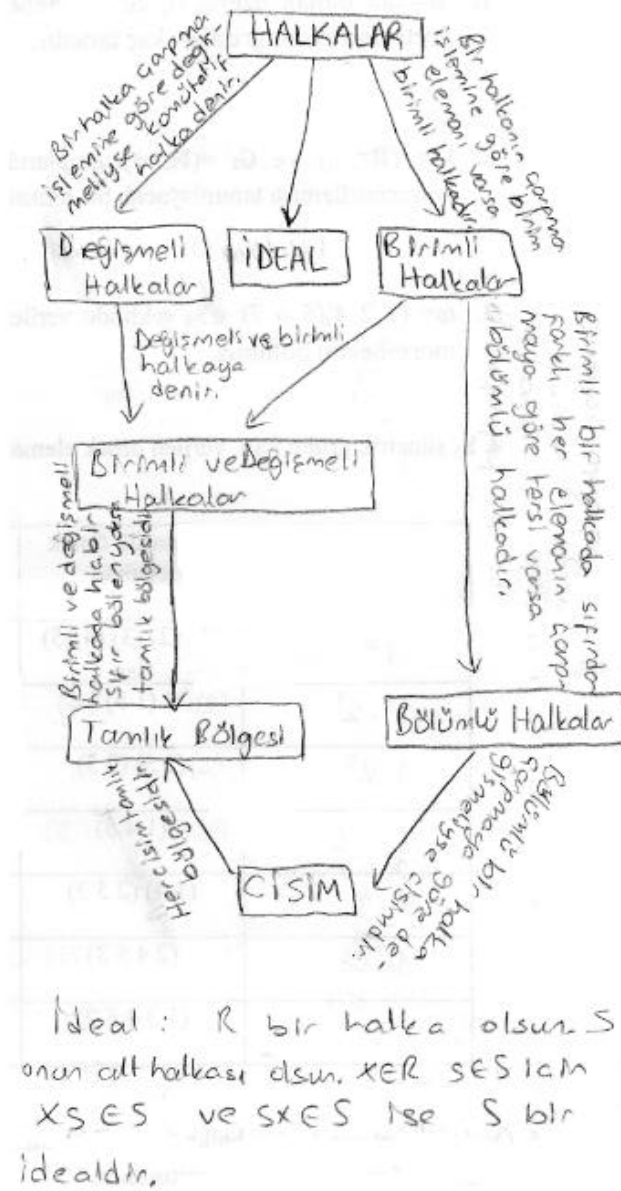 HALKALAR
Bir halka çarpma
işlemine göre değiş-
meliyse komütatif
halka denir.
Bir halkanın çarpma
işlemine göre birim
eleman varsa
birimli halkadır.
Değişmeli
Halkalar
İDEAL
Birimli
Halkalar
Değişmeli ve birimli
halkaya
denir.
Birimli bir halkada sıfırdan
farklı her elemanın çarp-
maya göre tersi varsa
bölümlü halkadır.
Birimli ve Değişmeli
Halkalar
Birimli ve değişmeli
halkada hiçbir
sıfır bölen yoksa
tamlık bölgesidir
Tamlık Bölgesi
Bölümlü Halkalar
Her cisim tamlık
bölgesidir
Bölümlü bir halka
çarpmaya göre de-
ğişmeliyse cisimdir.
CİSİM
İdeal : R bir halka olsun. S
onun alt halkası olsun. x∈R s∈S için
xs∈S ve sx∈S ise S bir
idealdir.